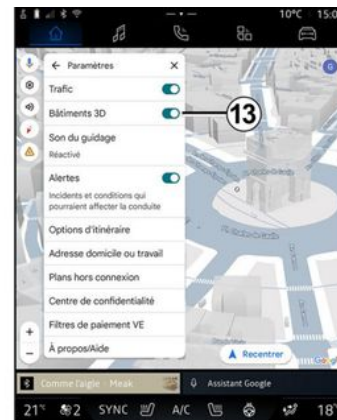 10°C 15:0
Paramètres
G
Trafic
Bâtiments 3D
13
Son du guidage
Réactivé
Alertes
Incidents et conditions qui
pourraient affecter la conduite
Options d'itinéraire
Adresse domicile ou travail
Plans hors connexion
Centre de confidentialité
Filtres de paiement VE
À propos/Aide
+
−
Recentrer
Comme l'aigle - Meak
Assistant Google
21° 2 SYNC A/C 18°